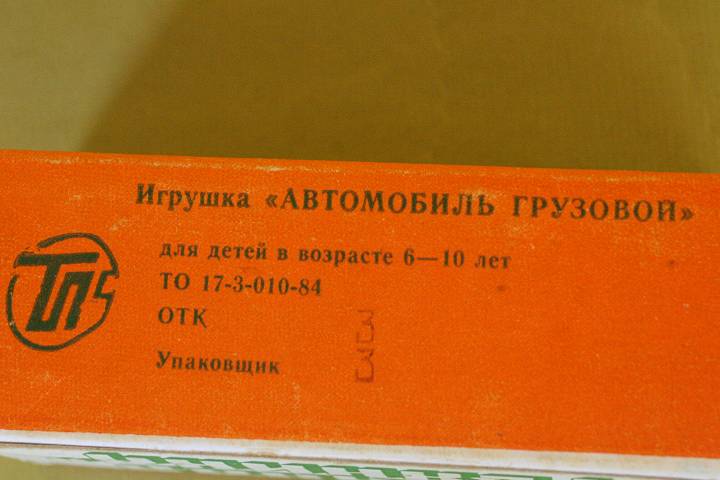 Игрушка «АВТОМОБИЛЬ ГРУЗОВОЙ»
для детей в возрасте 6—10 лет
ТО 17-3-010-84
ОТК
Упаковщик